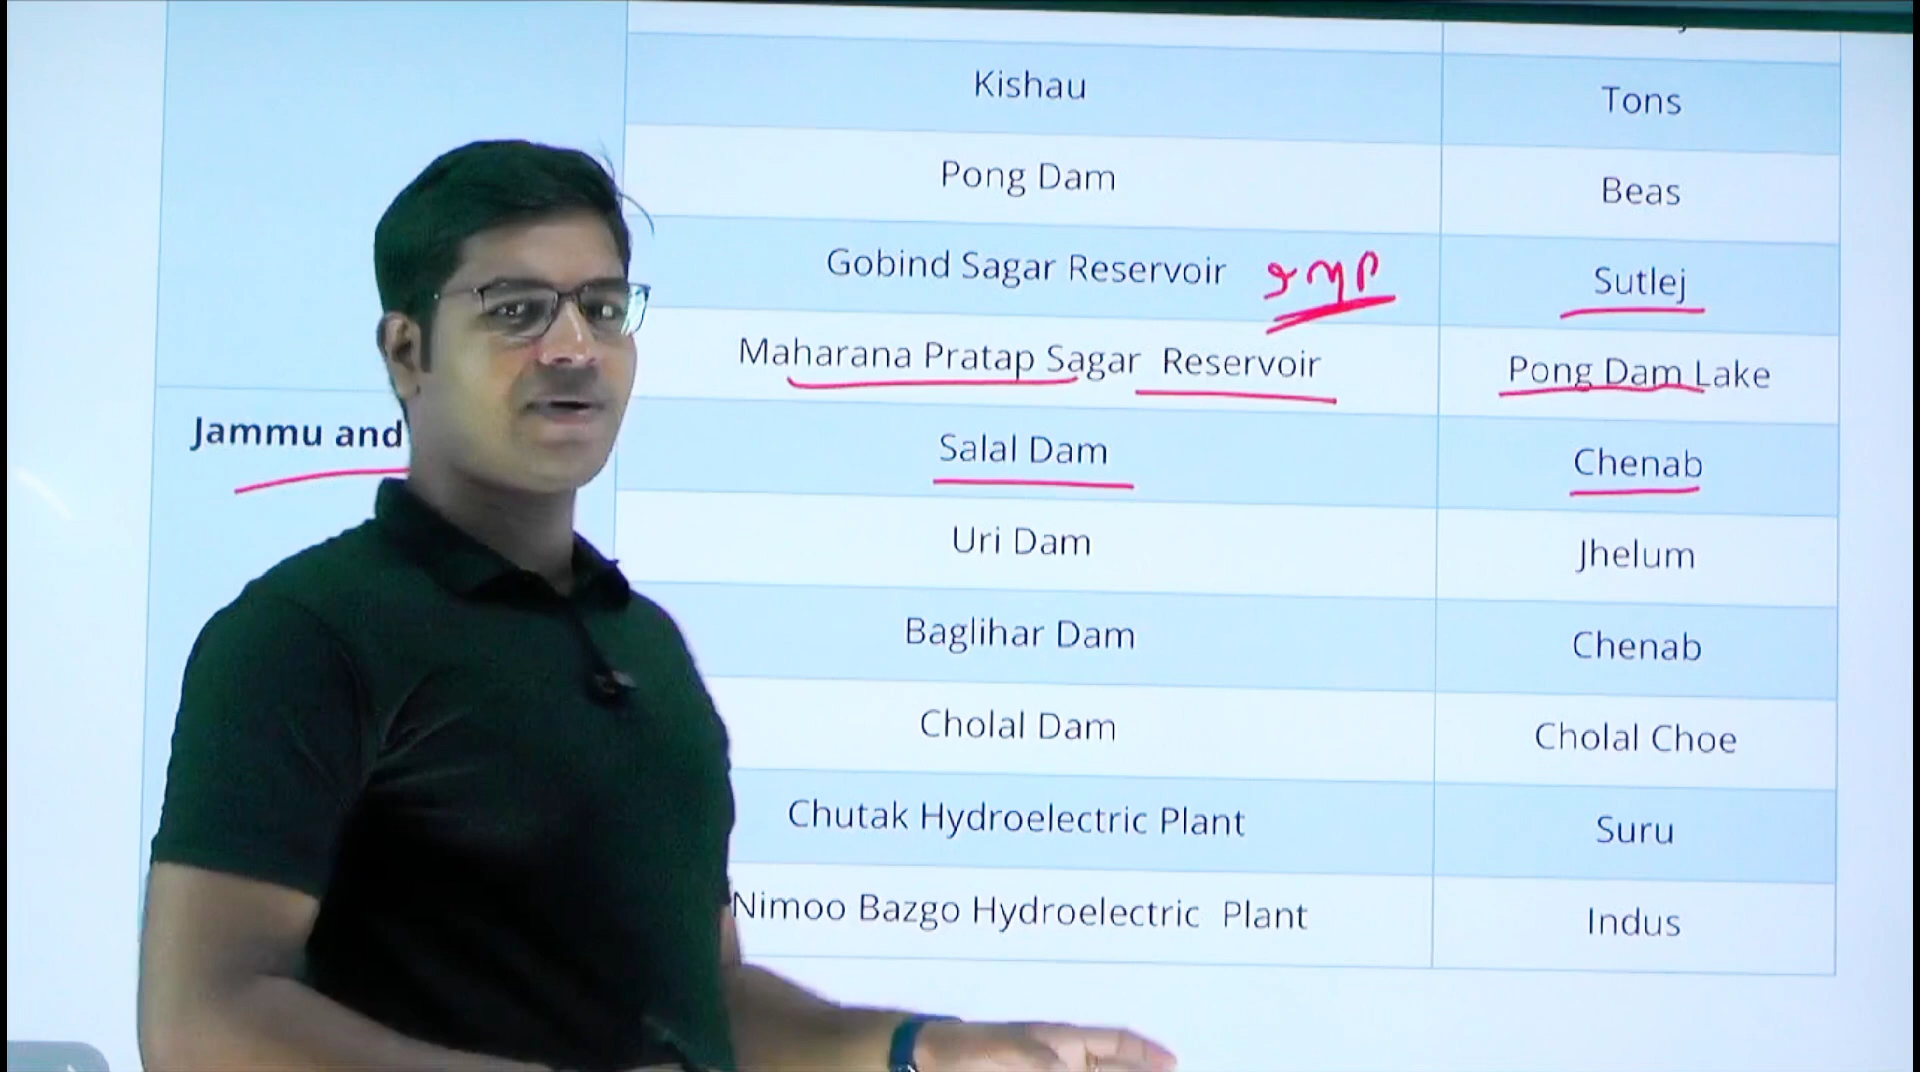 Kishau Tons
Pong Dam Beas
Gobind Sagar Reservoir Imp Sutlej
Maharana Pratap Sagar Reservoir Pong Dam Lake
Jammu and Salal Dam Chenab
Uri Dam Jhelum
Baglihar Dam Chenab
Cholal Dam Cholal Choe
Chutak Hydroelectric Plant Suru
Nimoo Bazgo Hydroelectric Plant Indus